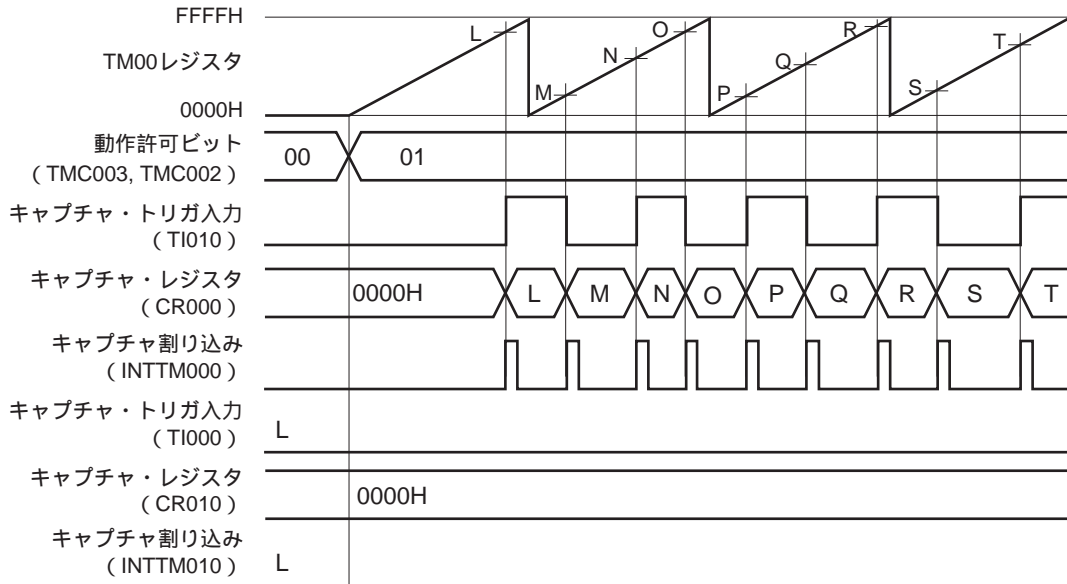 FFFFH
TM00レジスタ
0000H
L
M
N
O
P
Q
R
S
T
動作許可ビット
（TMC003, TMC002）
00
01
キャプチャ・トリガ入力
（TI010）
キャプチャ・レジスタ
（CR000）
0000H
L
M
N
O
P
Q
R
S
T
キャプチャ割り込み
（INTTM000）
キャプチャ・トリガ入力
（TI000）
L
キャプチャ・レジスタ
（CR010）
0000H
キャプチャ割り込み
（INTTM010）
L